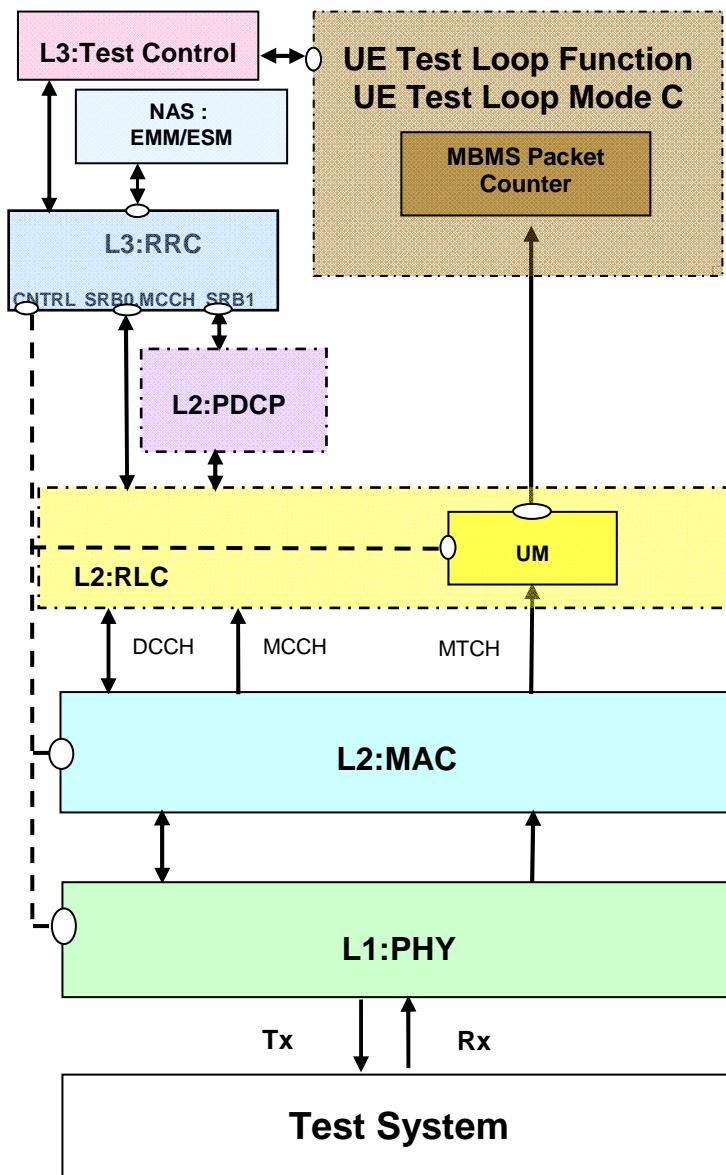 L3:Test Control
UE Test Loop Function
UE Test Loop Mode C
NAS :
EMM/ESM
MBMS Packet
Counter
L3:RRC
CNTRL SRB0,MCCH SRB1
L2:PDCP
UM
L2:RLC
DCCH MCCH MTCH
L2:MAC
L1:PHY
Tx Rx
Test System